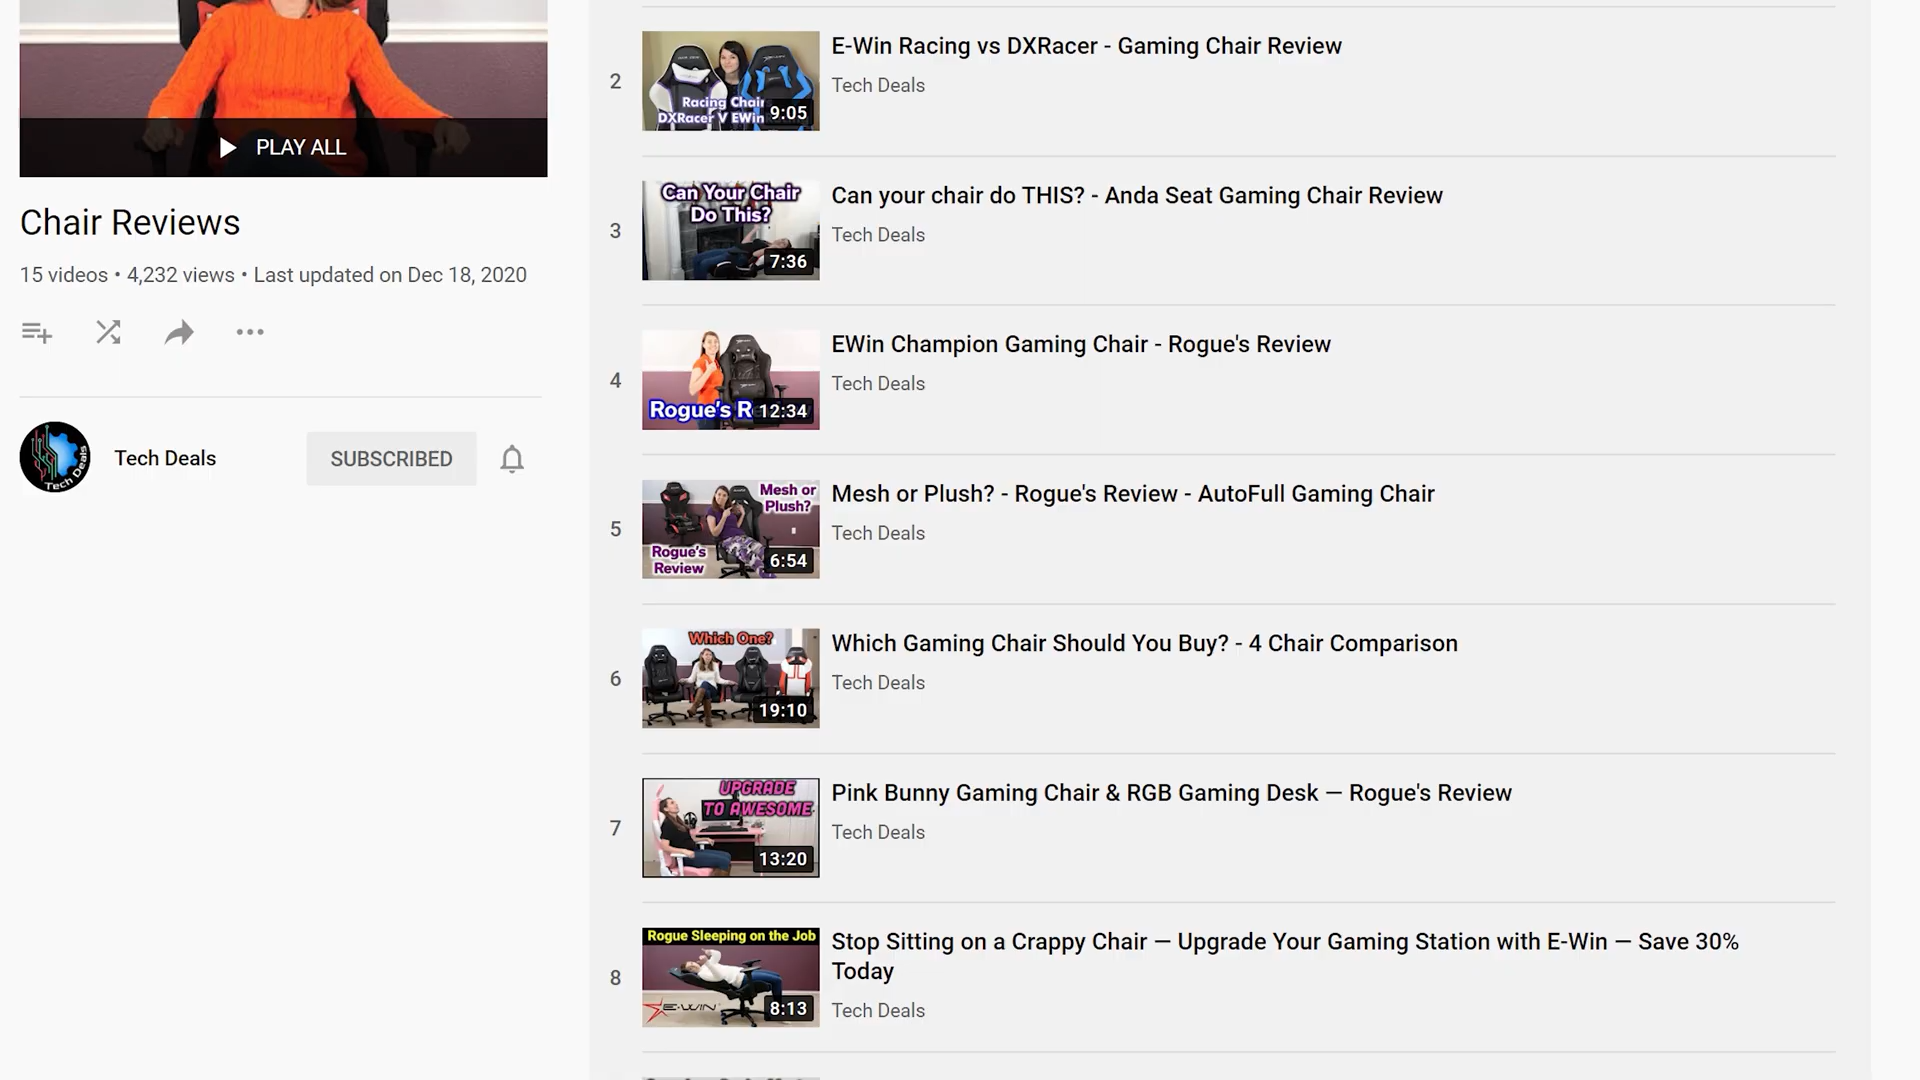 PLAY ALL
Chair Reviews
15 videos • 4,232 views • Last updated on Dec 18, 2020
Tech Deals
Tech Deals
SUBSCRIBED
2
Racing Chair
DXRacer V EWin
9:05
E-Win Racing vs DXRacer - Gaming Chair Review
Tech Deals
3
Can Your Chair
Do This?
7:36
Can your chair do THIS? - Anda Seat Gaming Chair Review
Tech Deals
4
Rogue's R
12:34
EWin Champion Gaming Chair - Rogue's Review
Tech Deals
5
Mesh or
Plush?
Rogue's
Review
6:54
Mesh or Plush? - Rogue's Review - AutoFull Gaming Chair
Tech Deals
6
Which One?
19:10
Which Gaming Chair Should You Buy? - 4 Chair Comparison
Tech Deals
7
UPGRADE
TO AWESOME
13:20
Pink Bunny Gaming Chair & RGB Gaming Desk — Rogue's Review
Tech Deals
8
Rogue Sleeping on the Job
E-WIN
8:13
Stop Sitting on a Crappy Chair — Upgrade Your Gaming Station with E-Win — Save 30%
Today
Tech Deals